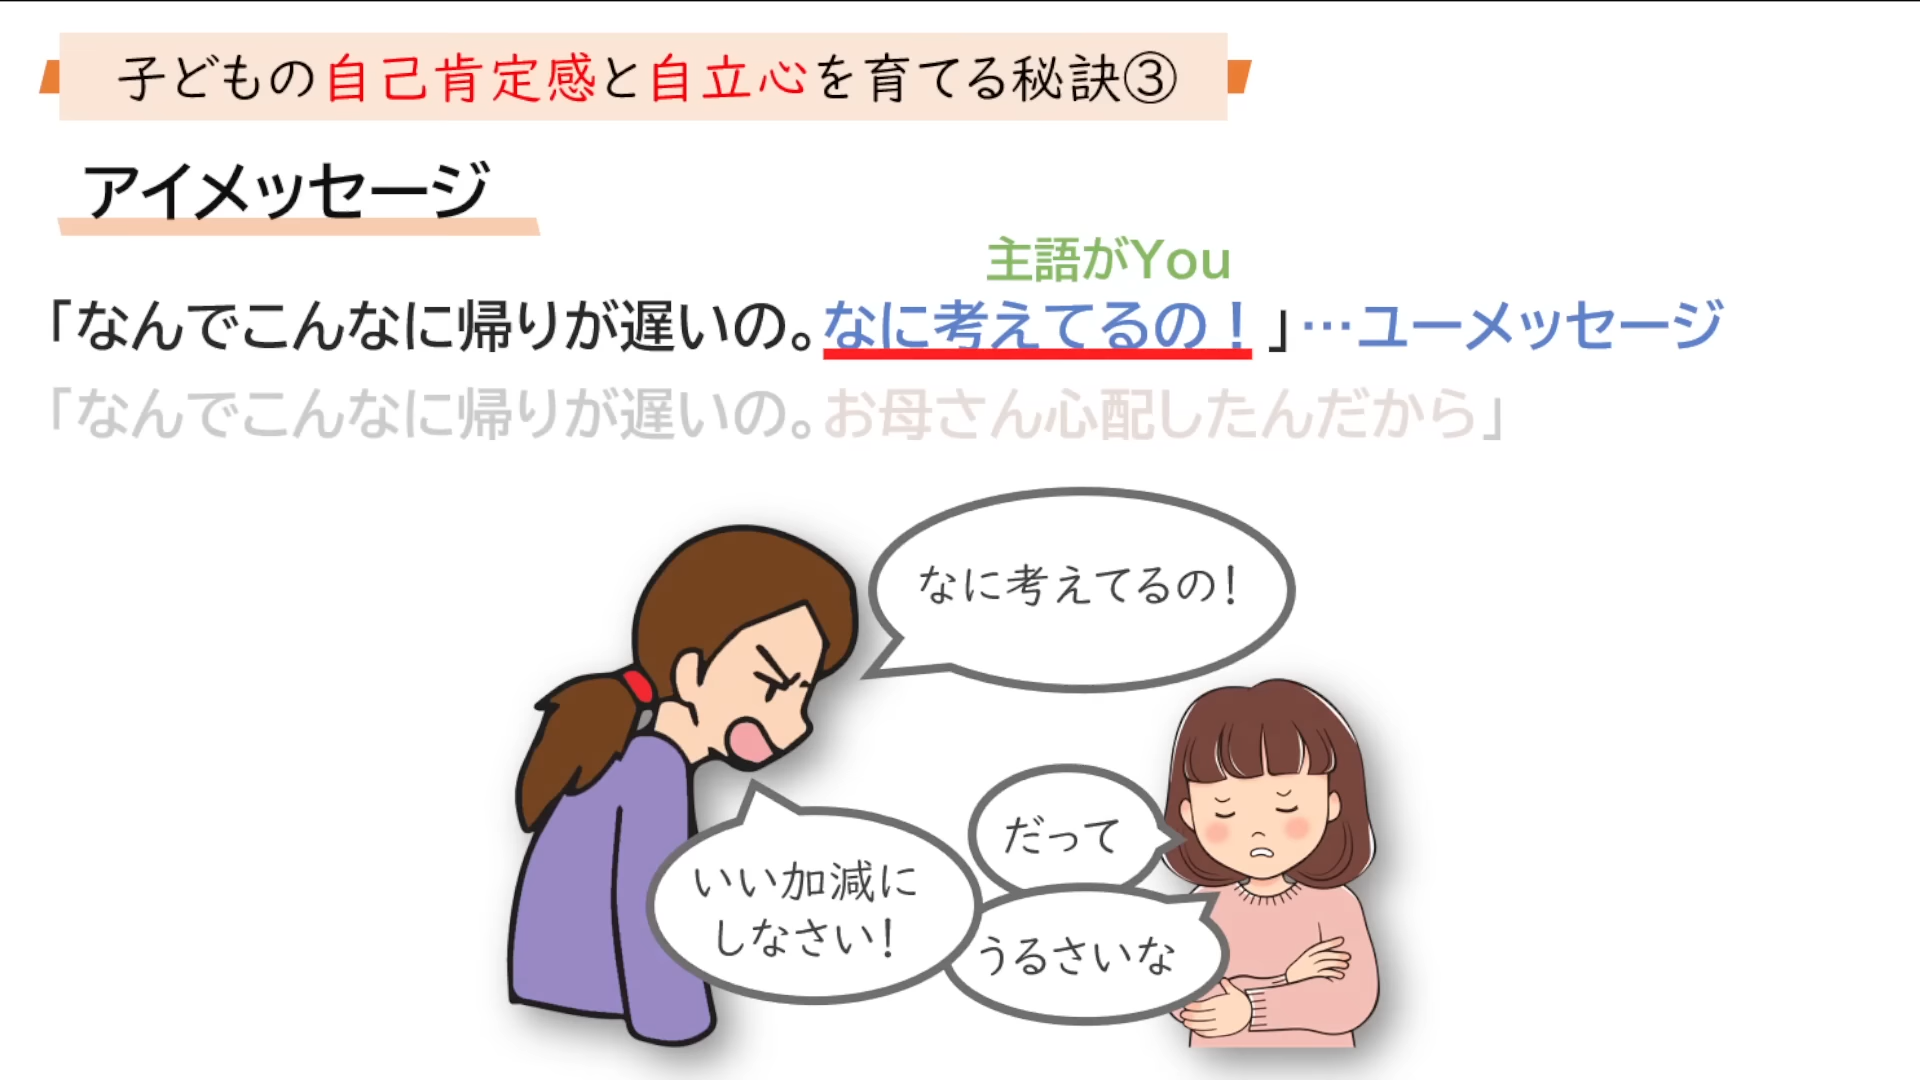 子どもの自己肯定感と自立心を育てる秘訣③
アイメッセージ
主語がYou
「なんでこんなに帰りが遅いの。なに考えてるの！」…ユーメッセージ
「なんでこんなに帰りが遅いの。お母さん心配したんだから」
なに考えてるの！
だって
いい加減に
しなさい！
うるさいな